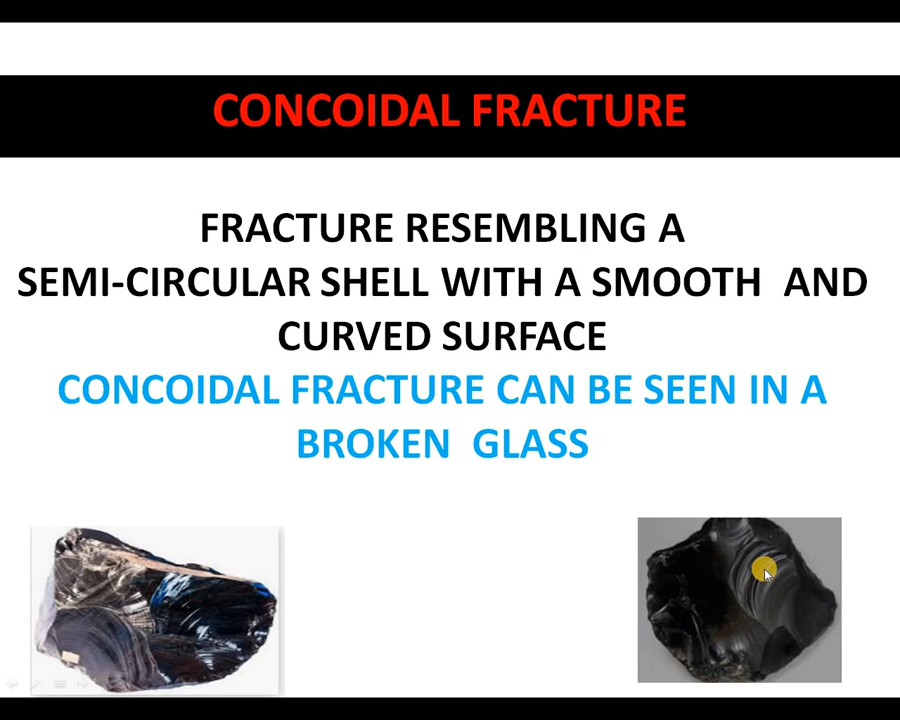 CONCOIDAL FRACTURE
FRACTURE RESEMBLING A
SEMI-CIRCULAR SHELL WITH A SMOOTH AND
CURVED SURFACE
CONCOIDAL FRACTURE CAN BE SEEN IN A
BROKEN GLASS